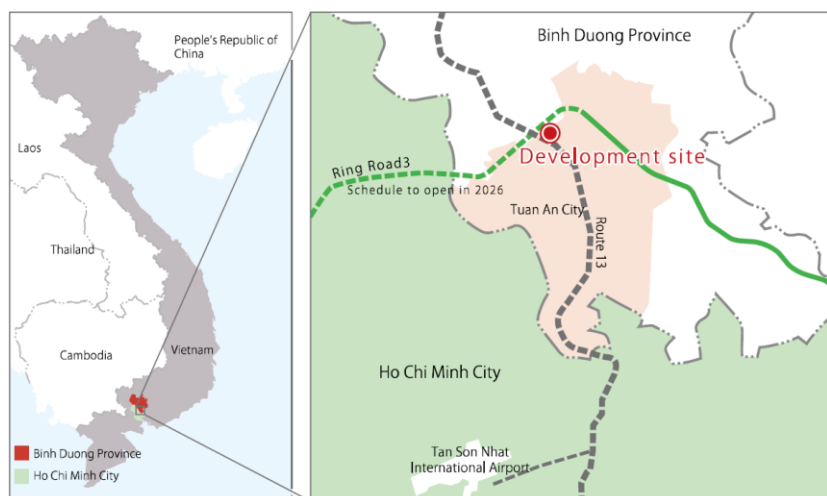 People's Republic of
China
Laos
Thailand
Cambodia
Vietnam
Binh Duong Province
Ho Chi Minh City
Binh Duong Province
Development site
Ring Road3
Schedule to open in 2026
Tuan An City
Route 13
Ho Chi Minh City
Tan Son Nhat
International Airport